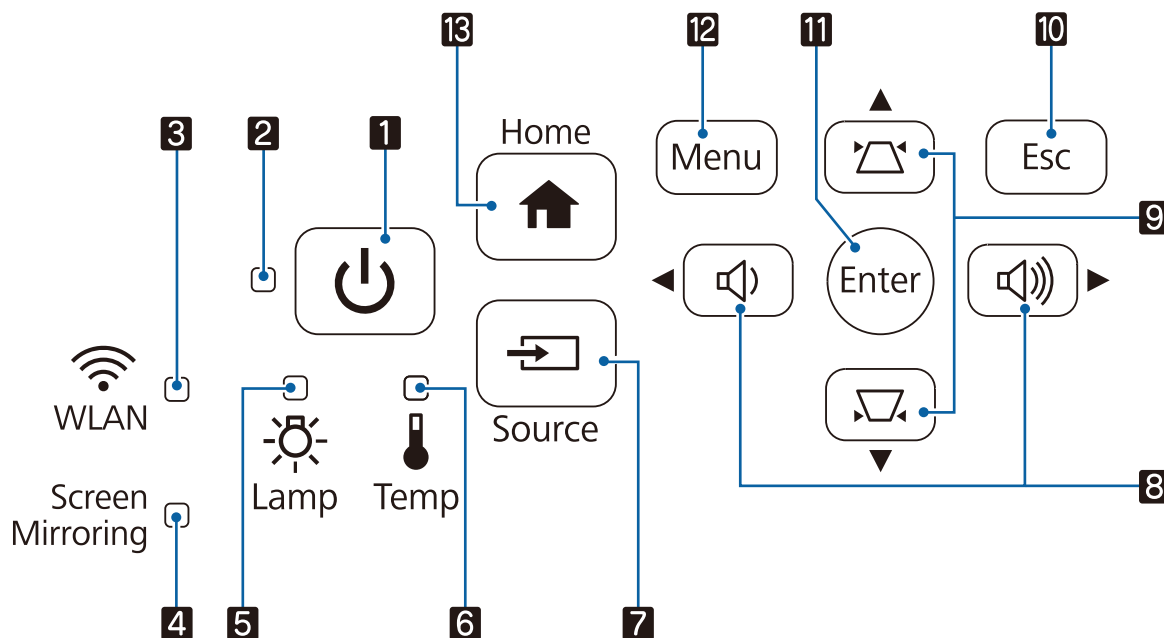 13
12
11
10
3
2
1
Home
Menu
Esc
9
Enter
WLAN
Source
Lamp
Temp
Screen
Mirroring
8
4
5
6
7